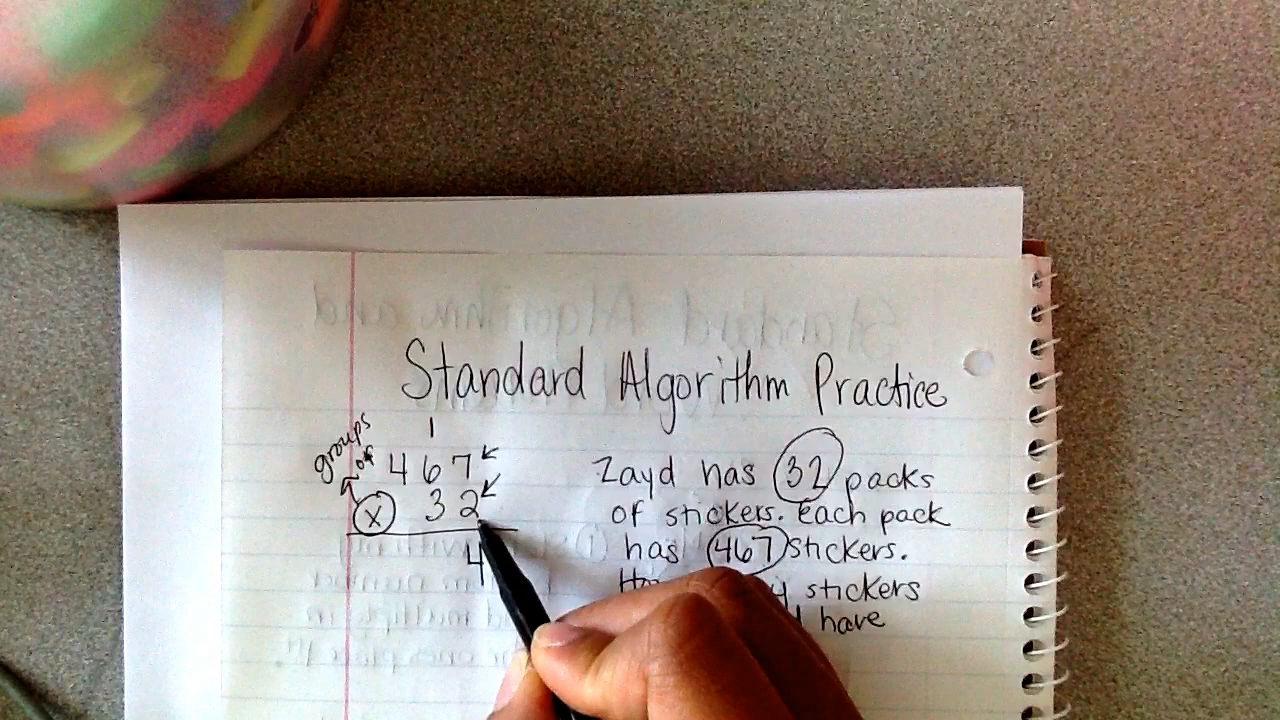 Standard Algorithm Practice
groups of
1
467
x 32
4
Zayd has 32 packs
of stickers. Each pack
has 467 stickers.
stickers
have